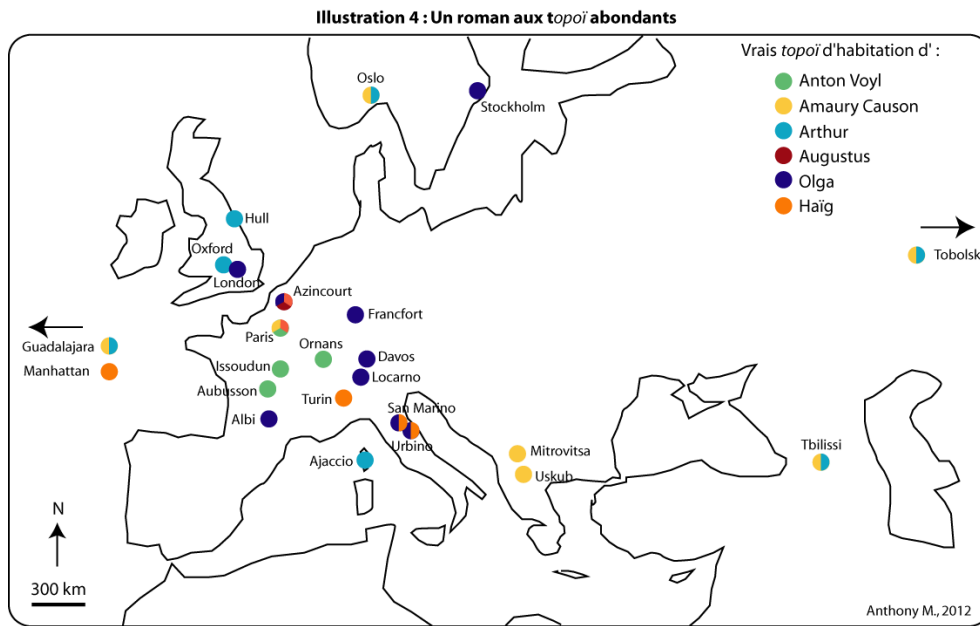 Illustration 4 : Un roman aux topoï abondants
Vrais topoï d'habitation d' :
Anton Voyl
Amaury Causon
Arthur
Augustus
Olga
Haïg
Oslo
Stockholm
Hull
Oxford
London
Tobolsk
Azincourt
Francfort
Paris
Ornans
Guadalajara
Manhattan
Issoudun
Davos
Locarno
Aubusson
Turin
Albi
San Marino
Urbino
Ajaccio
Mitrovitsa
Uskub
Tbilissi
N
300 km
Anthony M., 2012